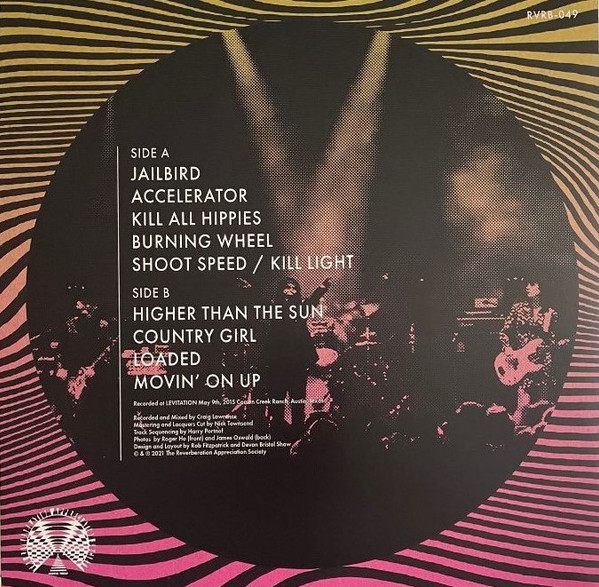 RVRB-049
SIDE A
JAILBIRD
ACCELERATOR
KILL ALL HIPPIES
BURNING WHEEL
SHOOT SPEED / KILL LIGHT
SIDE B
HIGHER THAN THE SUN
COUNTRY GIRL
LOADED
MOVIN' ON UP
Recorded at LEVITATION May 9th, 2015 Carson Creek Ranch, Austin, Texas
Recorded and Mixed by Craig Lawrence
Mastering and Lacquers Cut by Nick Townsend
Track Sequencing by Harry Portnof
Photos by Roger Ho (front) and James Oswald (back)
Design and Layout by Rob Fitzpatrick and Devon Bristol Shaw
© & ℗ 2021 The Reverberation Appreciation Society